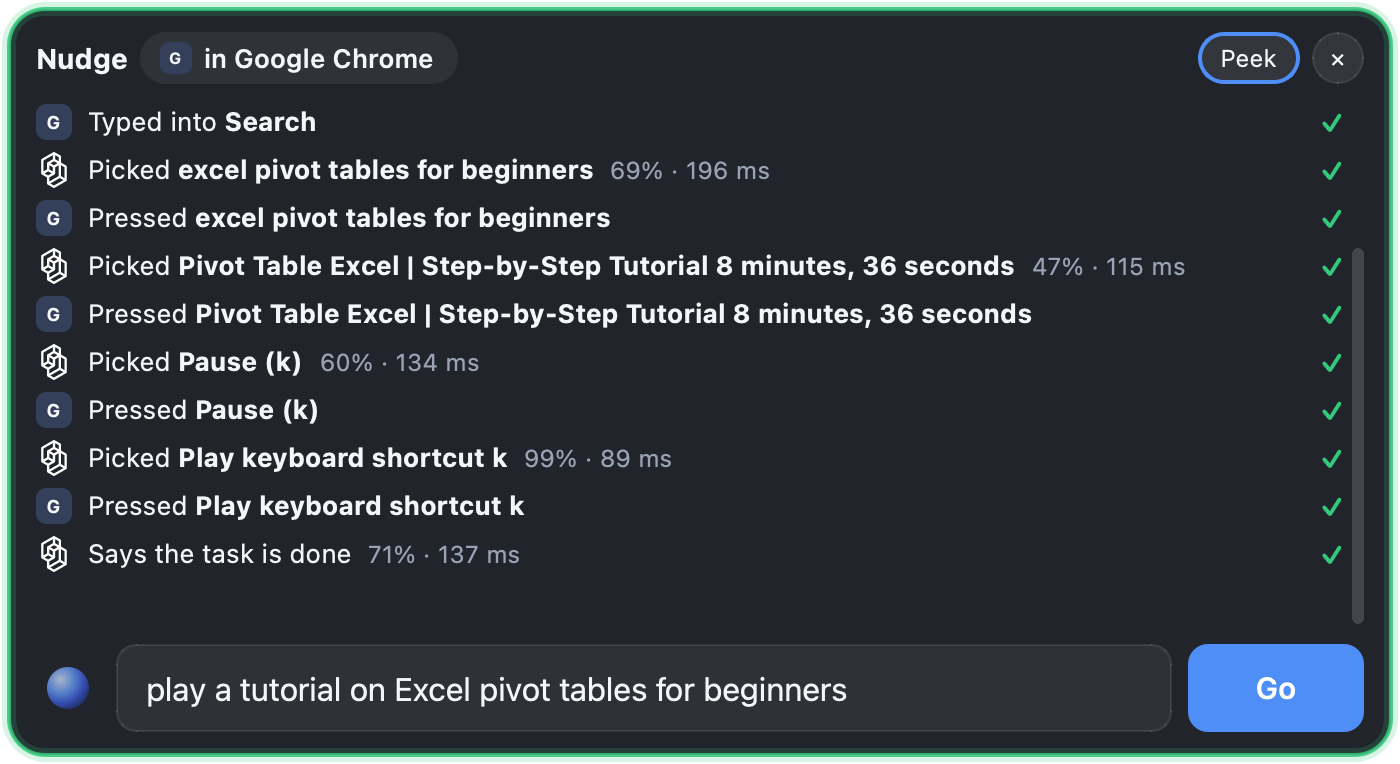 Nudge G in Google Chrome Peek ×
G Typed into Search
Picked excel pivot tables for beginners 69% · 196 ms
G Pressed excel pivot tables for beginners
Picked Pivot Table Excel | Step-by-Step Tutorial 8 minutes, 36 seconds 47% · 115 ms
G Pressed Pivot Table Excel | Step-by-Step Tutorial 8 minutes, 36 seconds
Picked Pause (k) 60% · 134 ms
G Pressed Pause (k)
Picked Play keyboard shortcut k 99% · 89 ms
G Pressed Play keyboard shortcut k
Says the task is done 71% · 137 ms
play a tutorial on Excel pivot tables for beginners Go